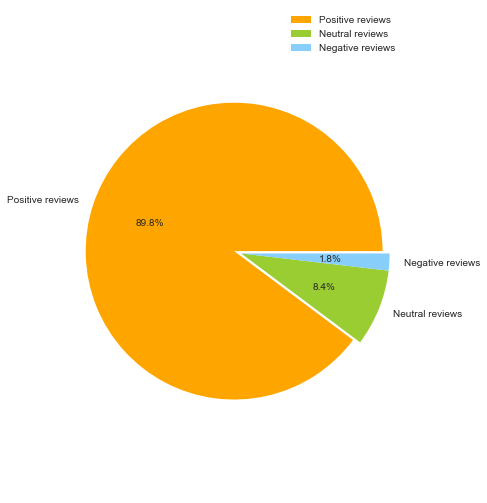 Positive reviews
Neutral reviews
Negative reviews
Positive reviews
89.8%
1.8%
Negative reviews
8.4%
Neutral reviews